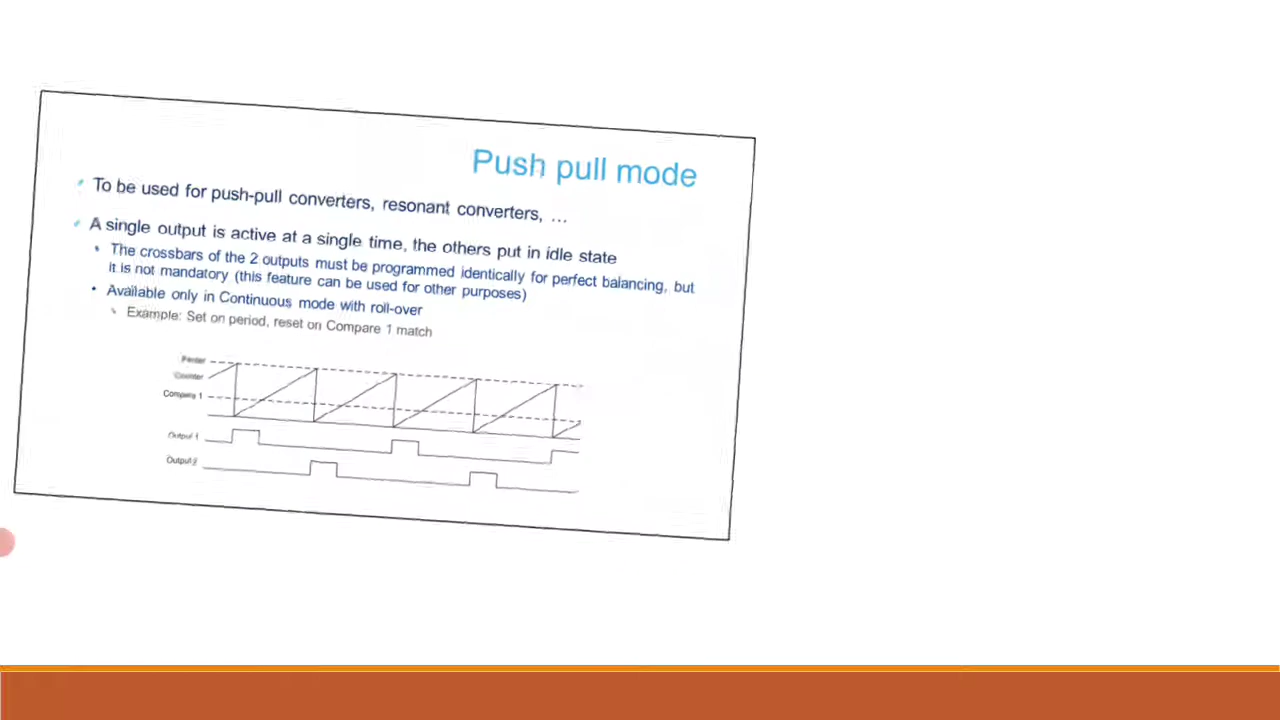 Push pull mode
To be used for push-pull converters, resonant converters, ...
A single output is active at a single time, the others put in idle state
The crossbars of the 2 outputs must be programmed identically for perfect balancing, but
it is not mandatory (this feature can be used for other purposes)
Available only in Continuous mode with roll-over
Example: Set on period, reset on Compare 1 match
Counter
Compare 1
Output 1
Output 2